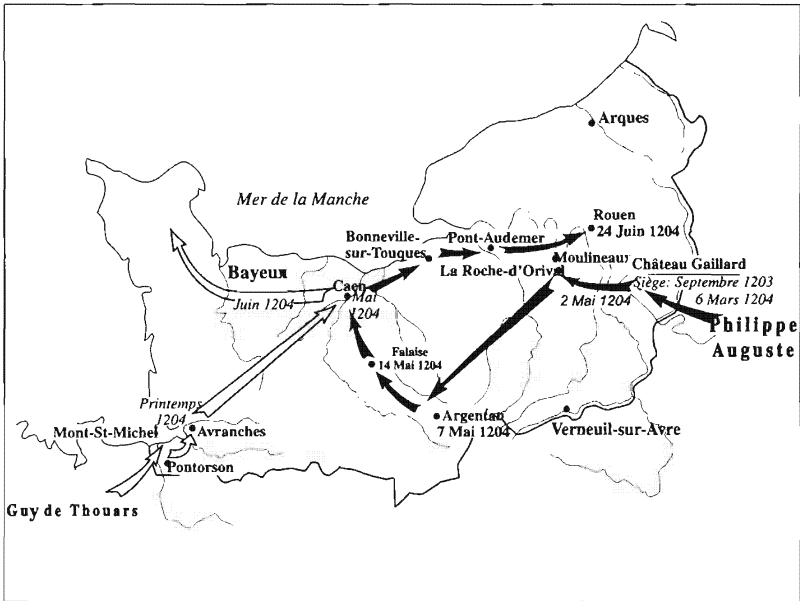 Arques
Mer de la Manche
Rouen
24 Juin 1204
Bonneville-
sur-Touques
Pont-Audemer
Moulineaux
La Roche-d'Orival
Château Gaillard
Siège: Septembre 1203
6 Mars 1204
2 Mai 1204
Philippe
Auguste
Bayeux
Caen
Mai
1204
Juin 1204
Falaise
14 Mai 1204
Argentan
7 Mai 1204
Verneuil-sur-Avre
Printemps
1204
Mont-St-Michel
Avranches
Pontorson
Guy de Thouars